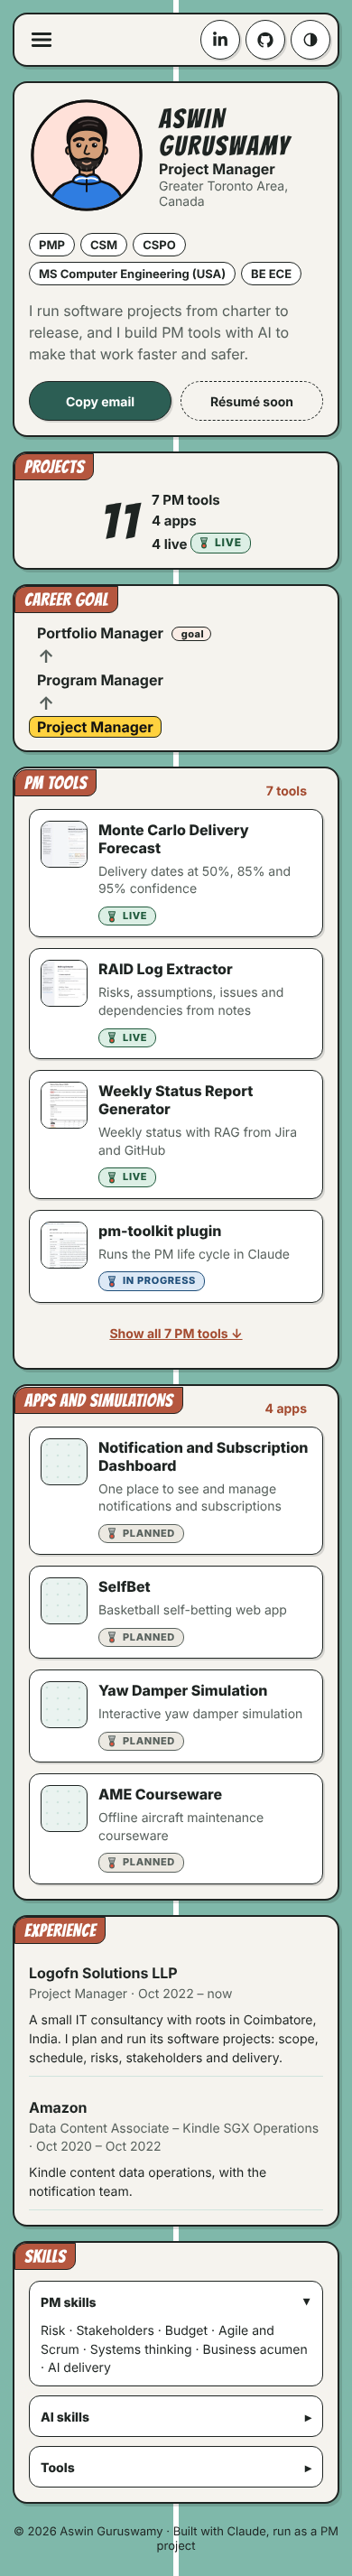 in
ASWIN
GURUSWAMY
Project Manager
Greater Toronto Area,
Canada
PMP CSM CSPO
MS Computer Engineering (USA) BE ECE
I run software projects from charter to
release, and I build PM tools with AI to
make that work faster and safer.
Copy email Résumé soon
PROJECTS
11
7 PM tools
4 apps
4 live LIVE
CAREER GOAL
Portfolio Manager goal
↑
Program Manager
↑
Project Manager
PM TOOLS
7 tools
Monte Carlo Delivery
Forecast
Delivery dates at 50%, 85% and
95% confidence
LIVE
RAID Log Extractor
Risks, assumptions, issues and
dependencies from notes
LIVE
Weekly Status Report
Generator
Weekly status with RAG from Jira
and GitHub
LIVE
pm-toolkit plugin
Runs the PM life cycle in Claude
IN PROGRESS
Show all 7 PM tools ↓
APPS AND SIMULATIONS
4 apps
Notification and Subscription
Dashboard
One place to see and manage
notifications and subscriptions
PLANNED
SelfBet
Basketball self-betting web app
PLANNED
Yaw Damper Simulation
Interactive yaw damper simulation
PLANNED
AME Courseware
Offline aircraft maintenance
courseware
PLANNED
EXPERIENCE
Logofn Solutions LLP
Project Manager · Oct 2022 – now
A small IT consultancy with roots in Coimbatore,
India. I plan and run its software projects: scope,
schedule, risks, stakeholders and delivery.
Amazon
Data Content Associate – Kindle SGX Operations
· Oct 2020 – Oct 2022
Kindle content data operations, with the
notification team.
SKILLS
PM skills ▾
Risk · Stakeholders · Budget · Agile and
Scrum · Systems thinking · Business acumen
· AI delivery
AI skills ▸
Tools ▸
© 2026 Aswin Guruswamy · Built with Claude, run as a PM
project